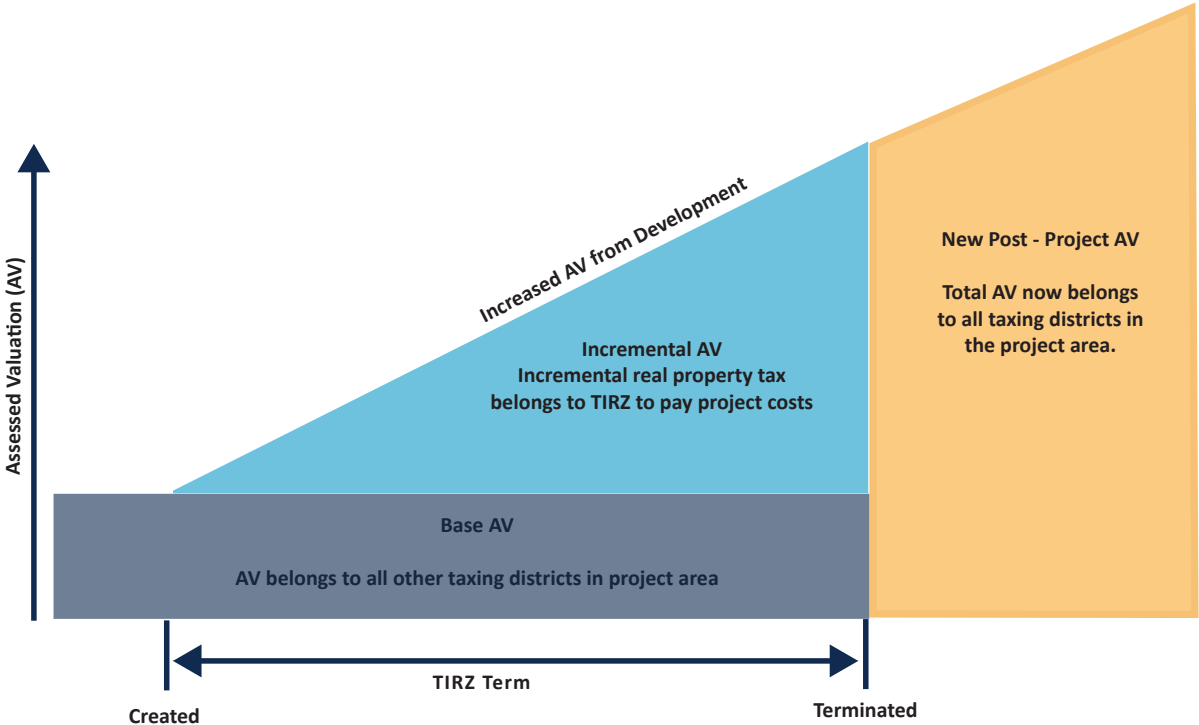 Assessed Valuation (AV)
Increased AV from Development
Incremental AV
Incremental real property tax
belongs to TIRZ to pay project costs
New Post - Project AV
Total AV now belongs
to all taxing districts in
the project area.
Base AV
AV belongs to all other taxing districts in project area
TIRZ Term
Created
Terminated